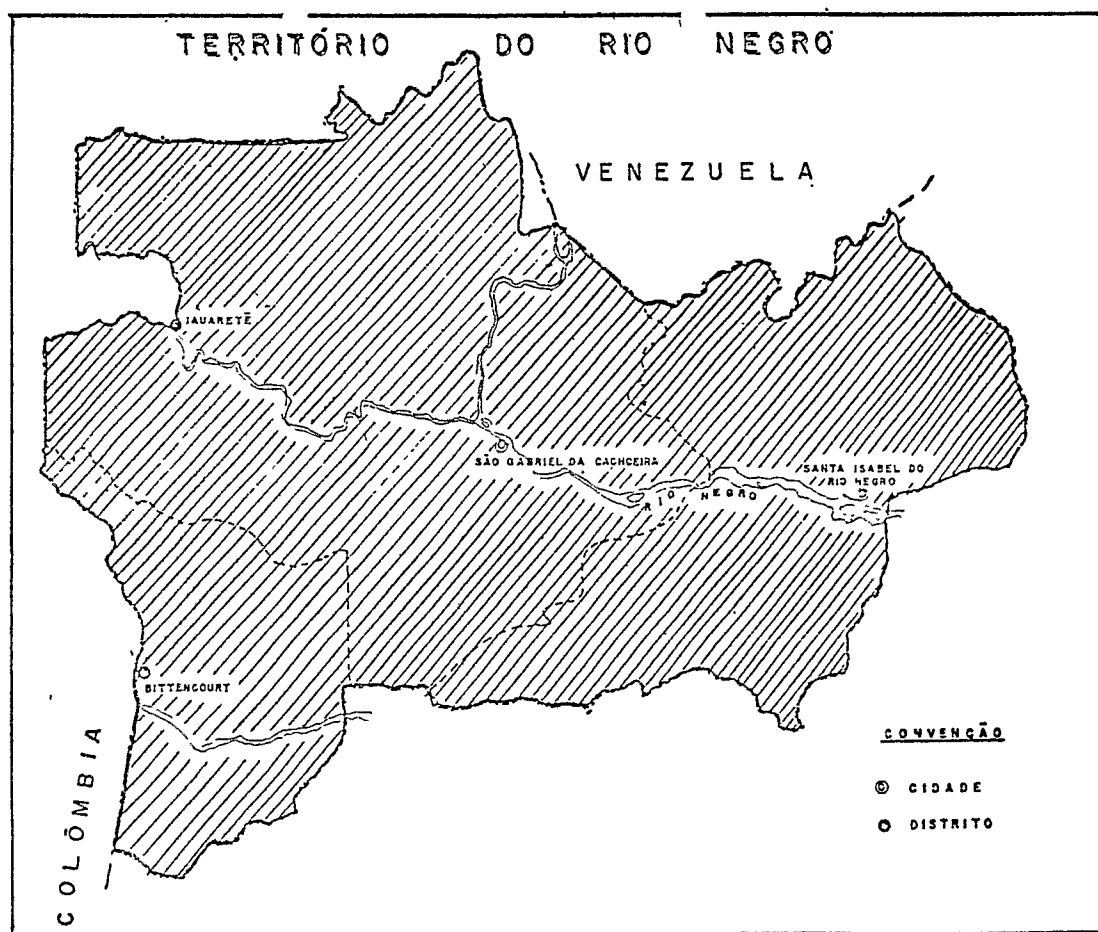 TERRITÓRIO DO RIO NEGRO
VENEZUELA
IAUARETÊ
SÃO GABRIEL DA CACHOEIRA
SANTA ISABEL DO
RIO NEGRO
RIO NEGRO
BITTENCOURT
COLÔMBIA
CONVENÇÃO
CIDADE
DISTRITO